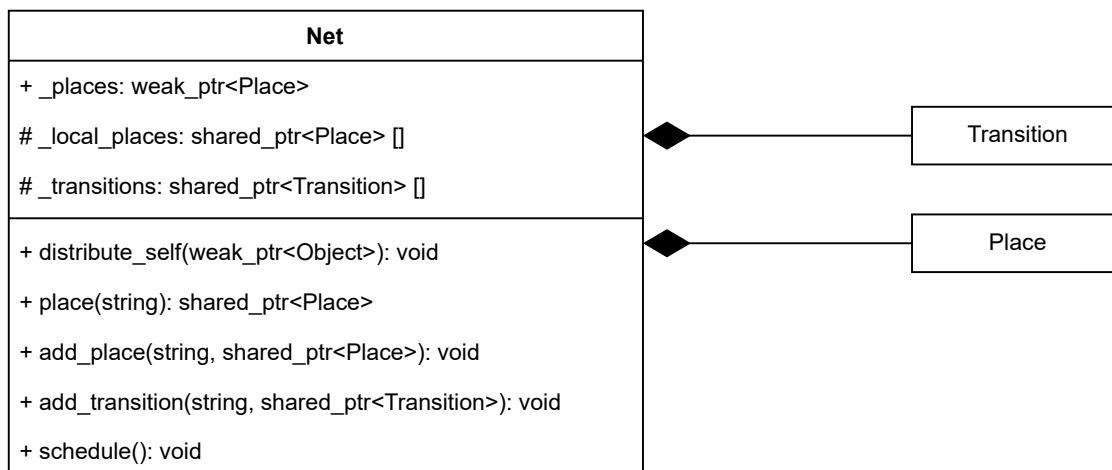 Net
+ _places: weak_ptr<Place>
# _local_places: shared_ptr<Place> []
# _transitions: shared_ptr<Transition> []
Transition
Place
+ distribute_self(weak_ptr<Object>): void
+ place(string): shared_ptr<Place>
+ add_place(string, shared_ptr<Place>): void
+ add_transition(string, shared_ptr<Transition>): void
+ schedule(): void